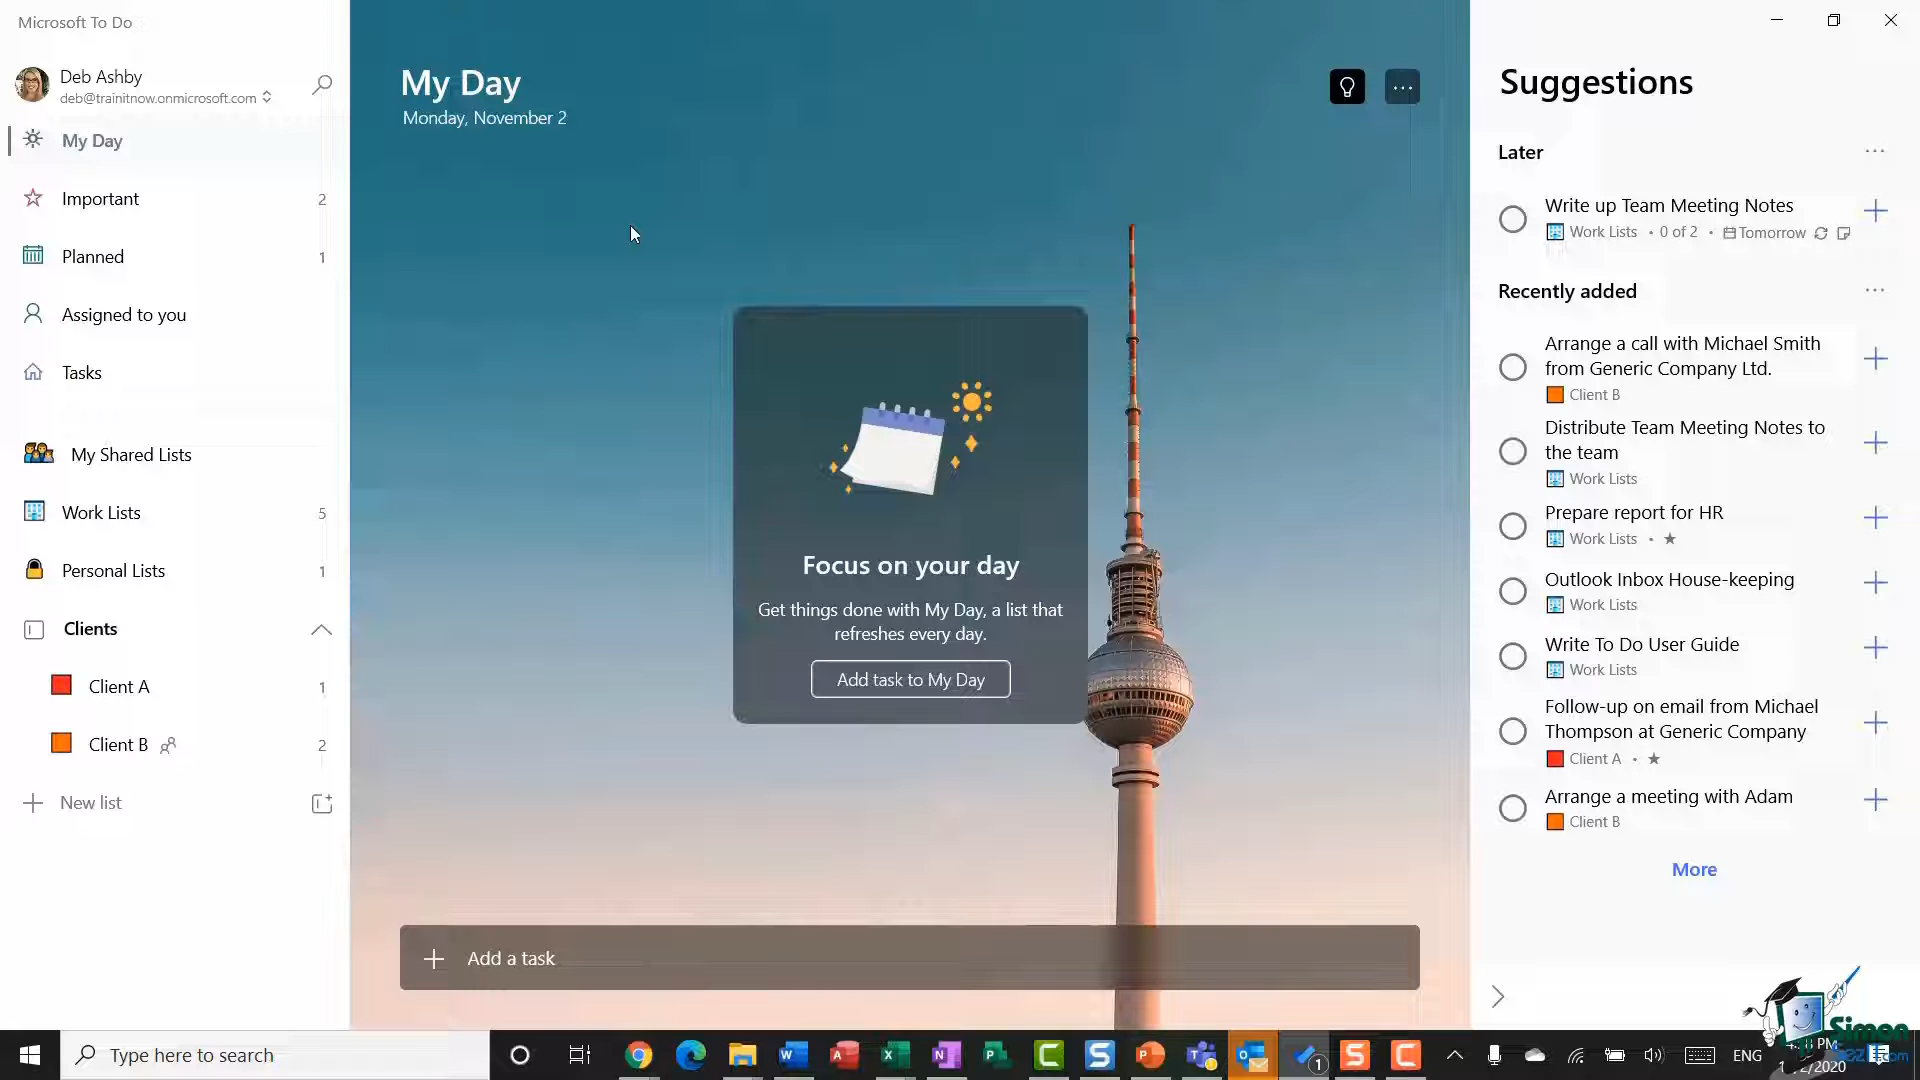 Microsoft To Do
Deb Ashby
deb@trainitnow.onmicrosoft.com
My Day
Important 2
Planned 1
Assigned to you
Tasks
My Shared Lists
Work Lists 5
Personal Lists 1
Clients
Client A 1
Client B 2
New list
My Day
Monday, November 2
Focus on your day
Get things done with My Day, a list that
refreshes every day.
Add task to My Day
Add a task
Suggestions
Later
Write up Team Meeting Notes
Work Lists • 0 of 2 • Tomorrow
Recently added
Arrange a call with Michael Smith
from Generic Company Ltd.
Client B
Distribute Team Meeting Notes to
the team
Work Lists
Prepare report for HR
Work Lists •
Outlook Inbox House-keeping
Work Lists
Write To Do User Guide
Work Lists
Follow-up on email from Michael
Thompson at Generic Company
Client A •
Arrange a meeting with Adam
Client B
More
Type here to search
1
ENG
PM
Simon